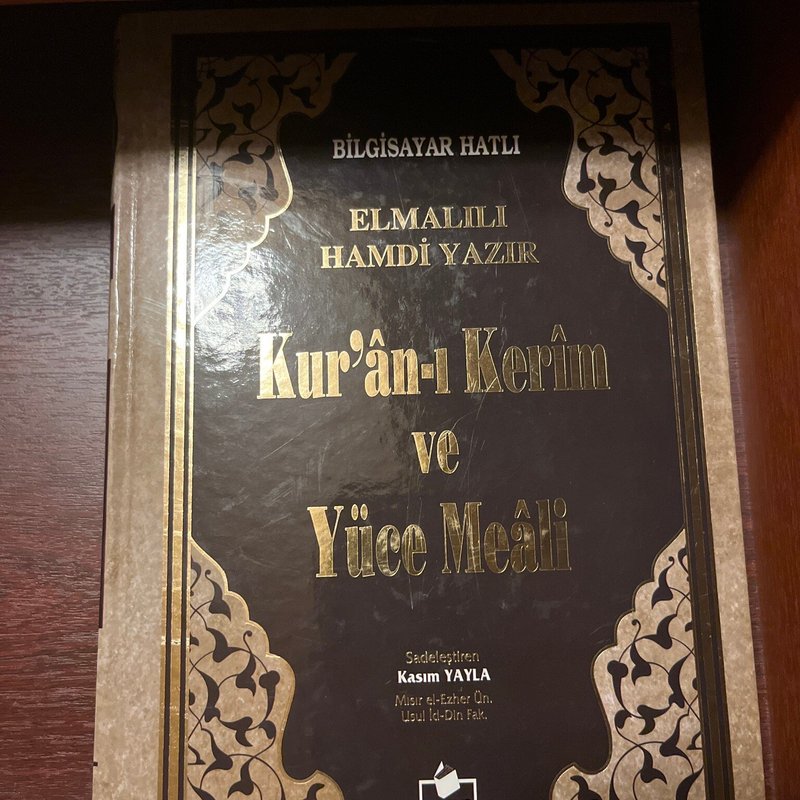 BİLGİSAYAR HATLI
ELMALILI
HAMDİ YAZIR
Kur'ân-ı Kerîm
ve
Yüce Meâli
Sadeleştiren
Kasım YAYLA
Mısır el-Ezher Ün.
Usul İd-Din Fak.